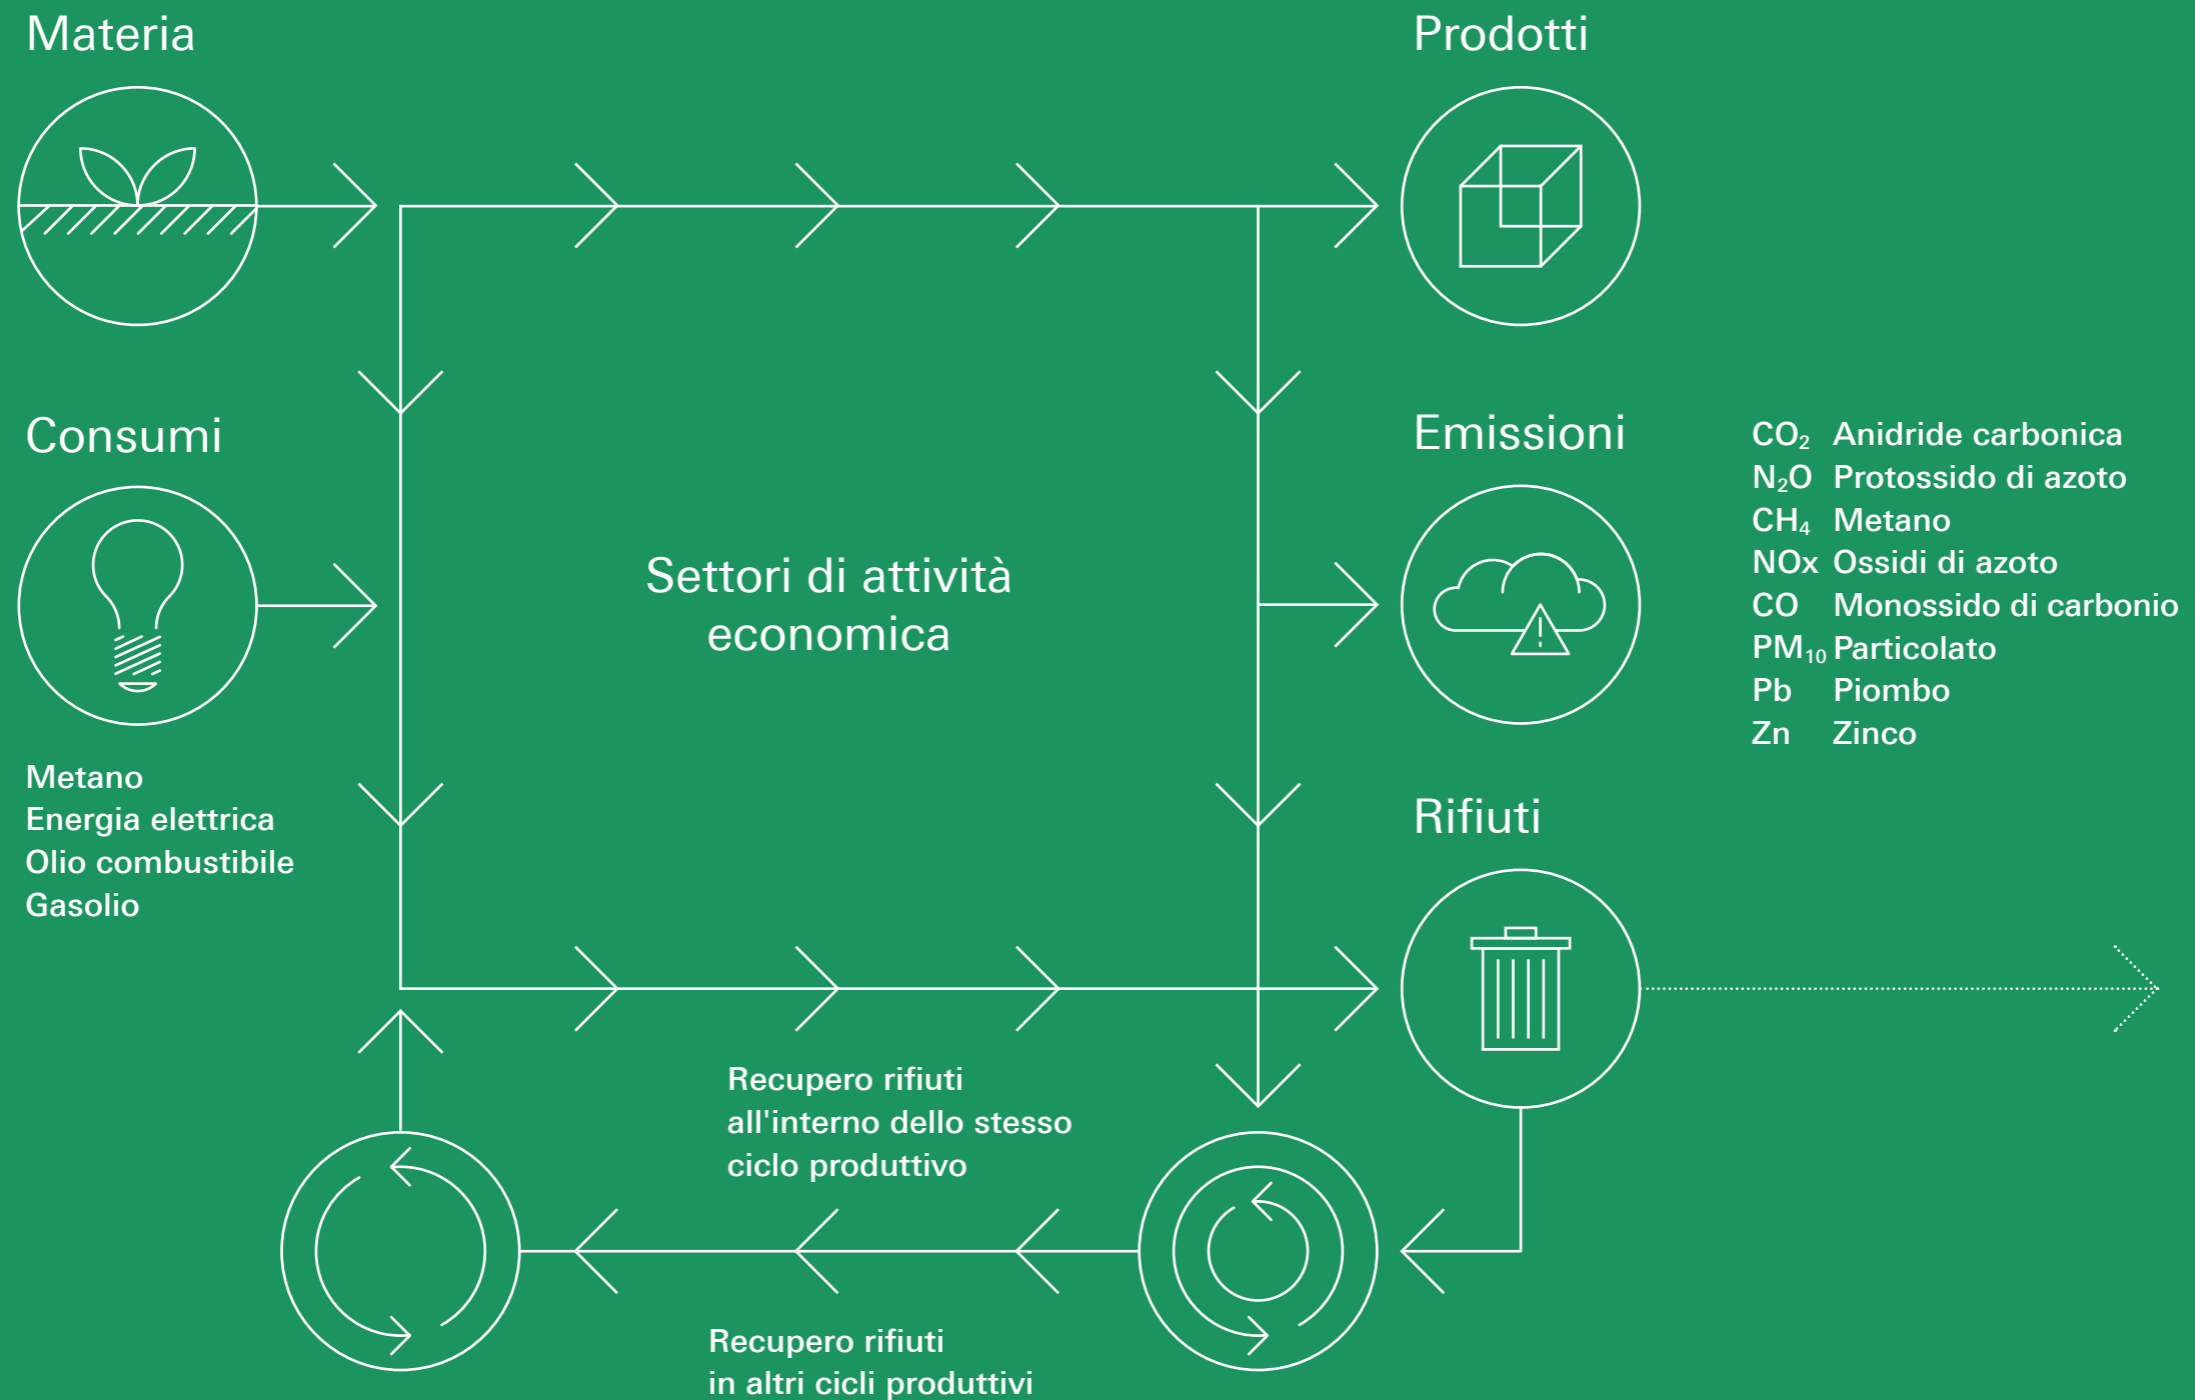 Materia
Prodotti
Consumi
Metano
Energia elettrica
Olio combustibile
Gasolio
Settori di attività
economica
Emissioni
CO₂ Anidride carbonica
N₂O Protossido di azoto
CH₄ Metano
NOx Ossidi di azoto
CO Monossido di carbonio
PM₁₀ Particolato
Pb Piombo
Zn Zinco
Rifiuti
Recupero rifiuti
all'interno dello stesso
ciclo produttivo
Recupero rifiuti
in altri cicli produttivi